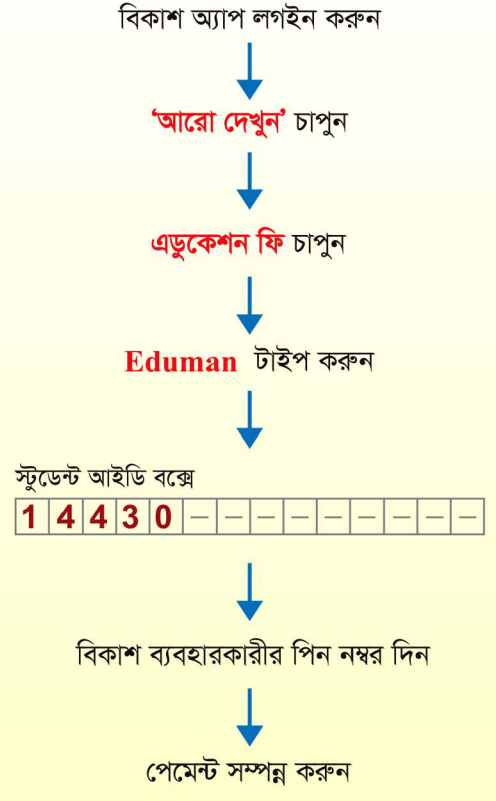 বিকাশ অ্যাপ লগইন করুন
‘আরো দেখুন’ চাপুন
এডুকেশন ফি চাপুন
Eduman টাইপ করুন
স্টুডেন্ট আইডি বক্সে
1 4 4 3 0 – – – – – – – – –
বিকাশ ব্যবহারকারীর পিন নম্বর দিন
পেমেন্ট সম্পন্ন করুন